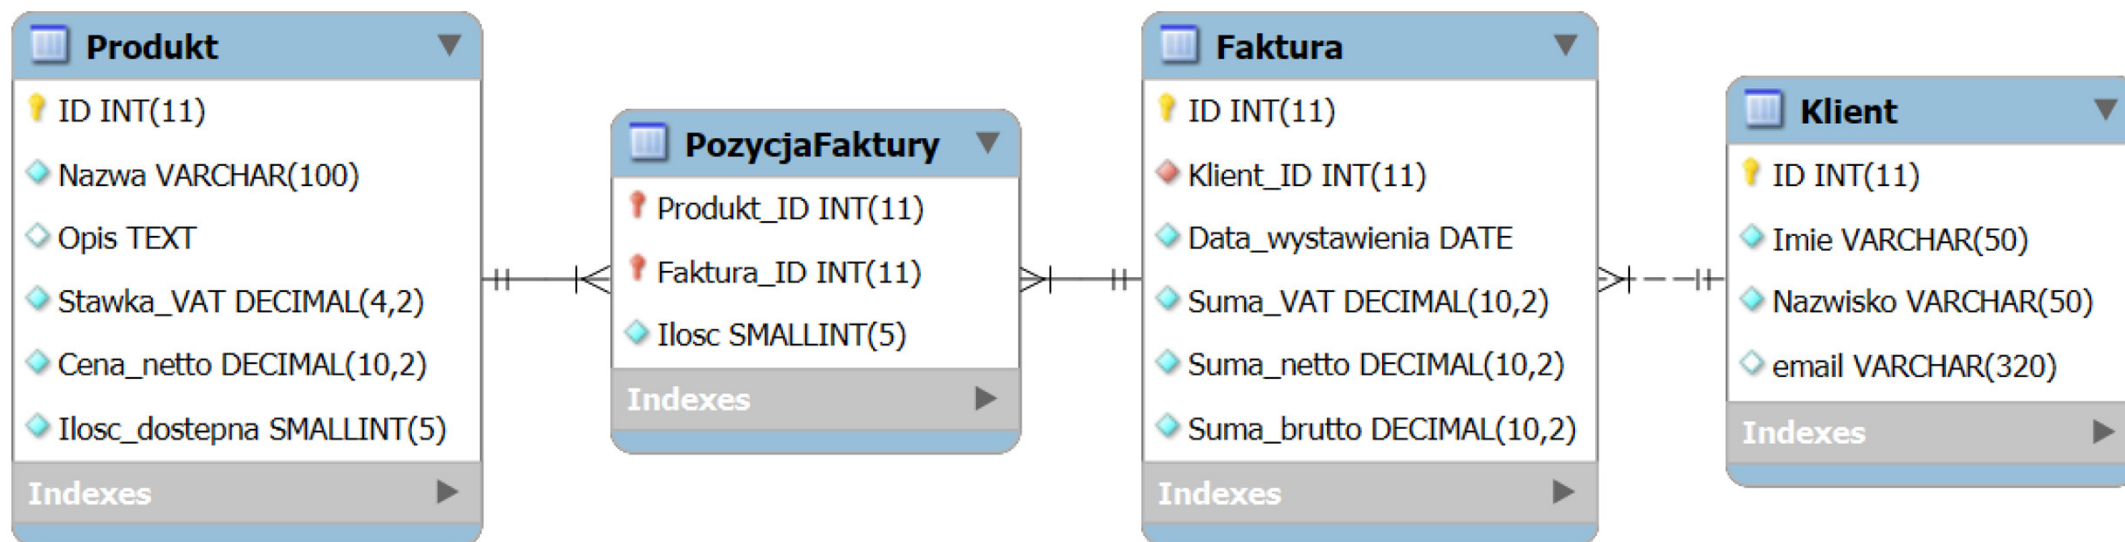 Produkt
ID INT(11)
Nazwa VARCHAR(100)
Opis TEXT
Stawka_VAT DECIMAL(4,2)
Cena_netto DECIMAL(10,2)
Ilosc_dostepna SMALLINT(5)
Indexes
PozycjaFaktury
Produkt_ID INT(11)
Faktura_ID INT(11)
Ilosc SMALLINT(5)
Indexes
Faktura
ID INT(11)
Klient_ID INT(11)
Data_wystawienia DATE
Suma_VAT DECIMAL(10,2)
Suma_netto DECIMAL(10,2)
Suma_brutto DECIMAL(10,2)
Indexes
Klient
ID INT(11)
Imie VARCHAR(50)
Nazwisko VARCHAR(50)
email VARCHAR(320)
Indexes